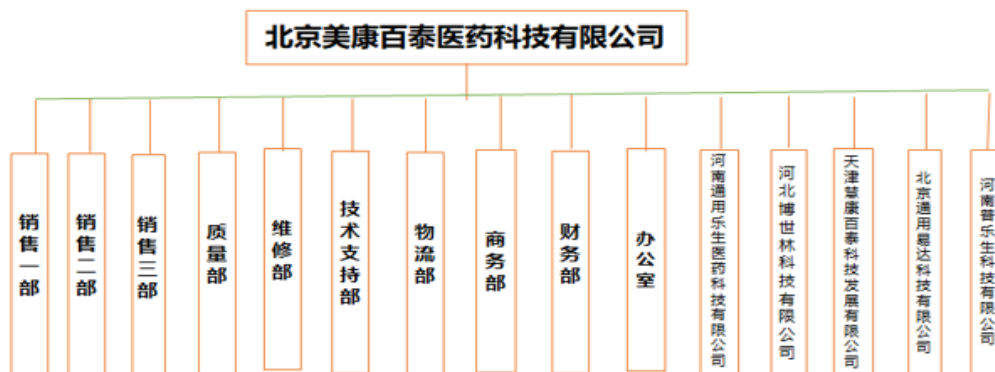 北京美康百泰医药科技有限公司
销售一部
销售二部
销售三部
质量部
维修部
技术支持部
物流部
商务部
财务部
办公室
河南通用乐生医药科技有限公司
河北博世林科技有限公司
天津慧康百泰科技发展有限公司
北京通用易达科技有限公司
河南普乐生科技有限公司